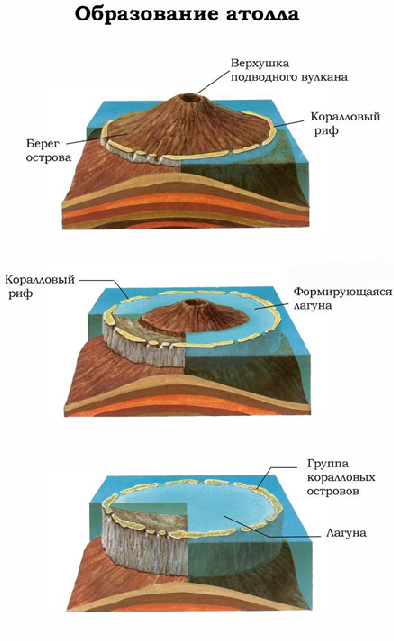 Образование атолла
Верхушка
подводного вулкана
Коралловый
риф
Берег
острова
Коралловый
риф
Формирующаяся
лагуна
Группа
коралловых
островов
Лагуна